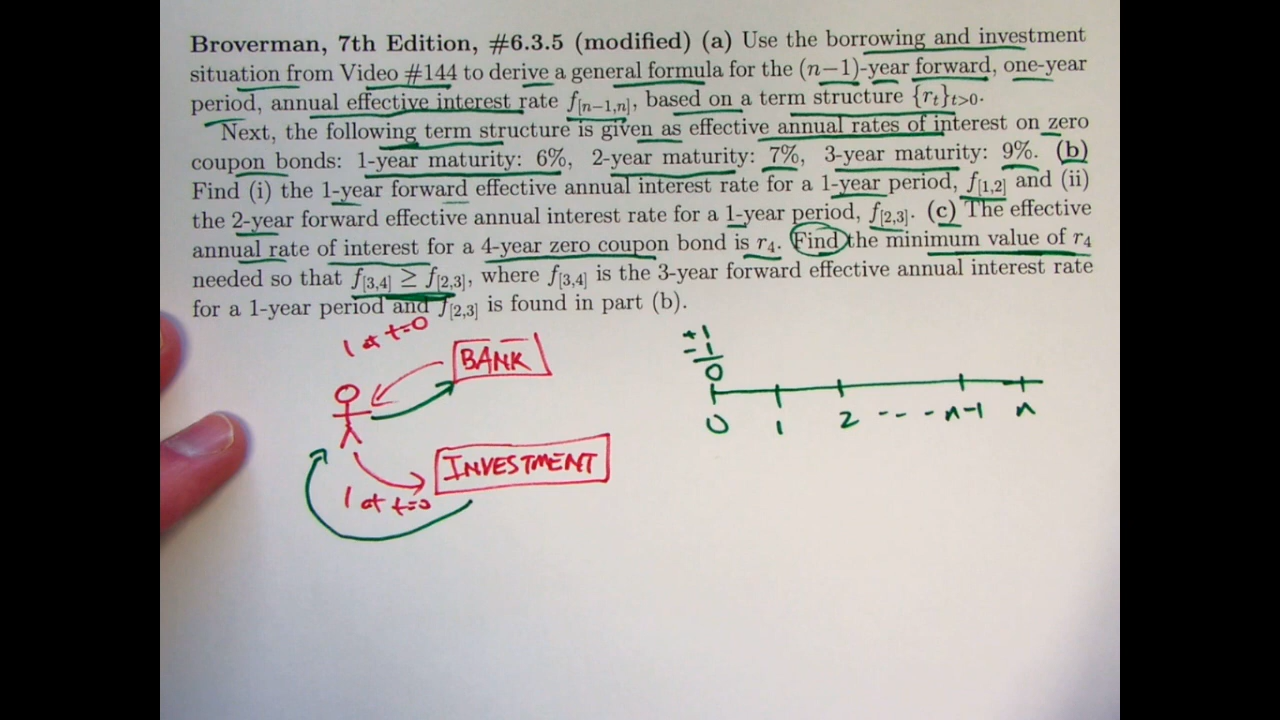 Broverman, 7th Edition, #6.3.5 (modified) (a) Use the borrowing and investment
situation from Video #144 to derive a general formula for the (n−1)-year forward, one-year
period, annual effective interest rate f[n−1,n], based on a term structure {rt}t>0.
Next, the following term structure is given as effective annual rates of interest on zero
coupon bonds: 1-year maturity: 6%, 2-year maturity: 7%, 3-year maturity: 9%. (b)
Find (i) the 1-year forward effective annual interest rate for a 1-year period, f[1,2] and (ii)
the 2-year forward effective annual interest rate for a 1-year period, f[2,3]. (c) The effective
annual rate of interest for a 4-year zero coupon bond is r4. Find the minimum value of r4
needed so that f[3,4] ≥ f[2,3], where f[3,4] is the 3-year forward effective annual interest rate
for a 1-year period and f[2,3] is found in part (b).
1 at t=0
BANK
INVESTMENT
1 at t=0
+1
−1
0
0 1 2 - - - n-1 n